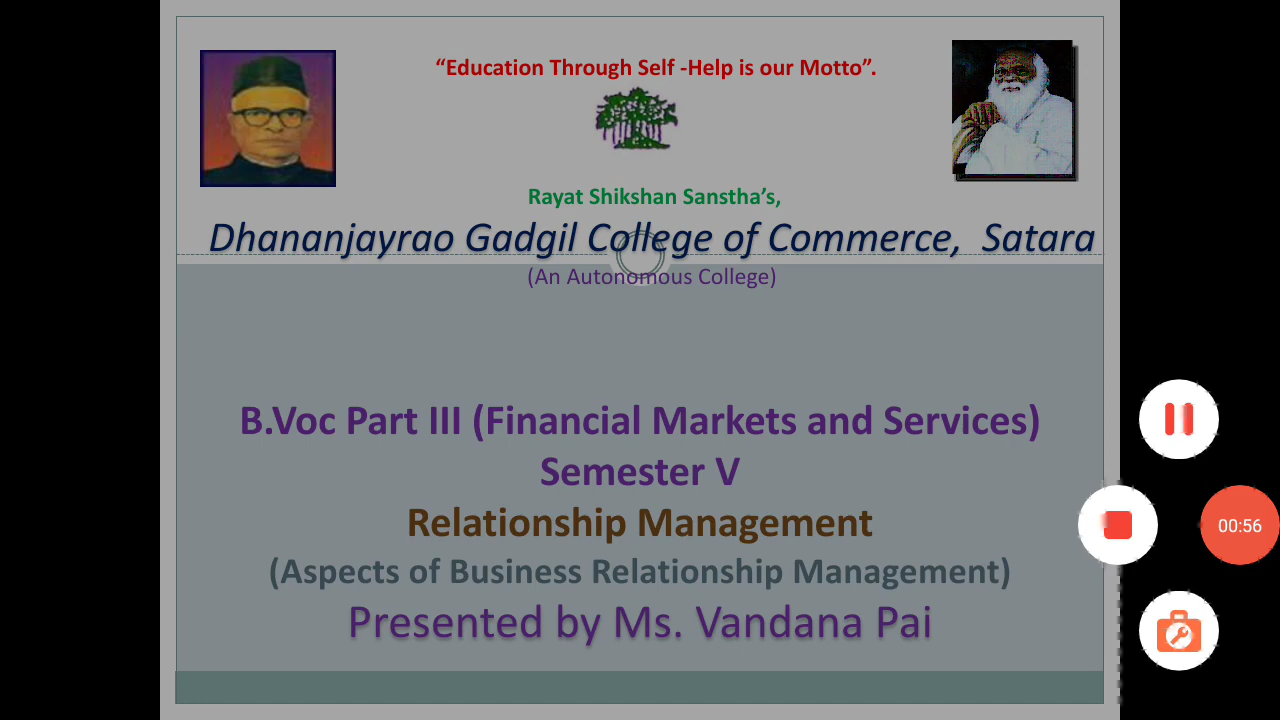 “Education Through Self -Help is our Motto”.
Rayat Shikshan Sanstha’s,
Dhananjayrao Gadgil College of Commerce, Satara
(An Autonomous College)
B.Voc Part III (Financial Markets and Services)
Semester V
Relationship Management
(Aspects of Business Relationship Management)
Presented by Ms. Vandana Pai
00:56